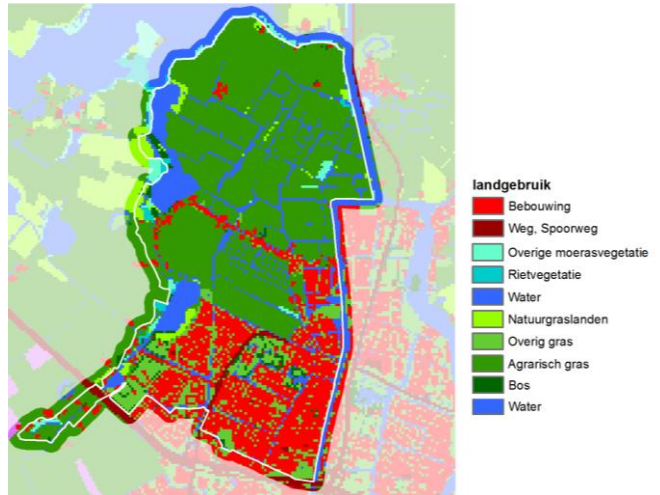 landgebruik
Bebouwing
Weg, Spoorweg
Overige moerasvegetatie
Rietvegetatie
Water
Natuurgraslanden
Overig gras
Agrarisch gras
Bos
Water